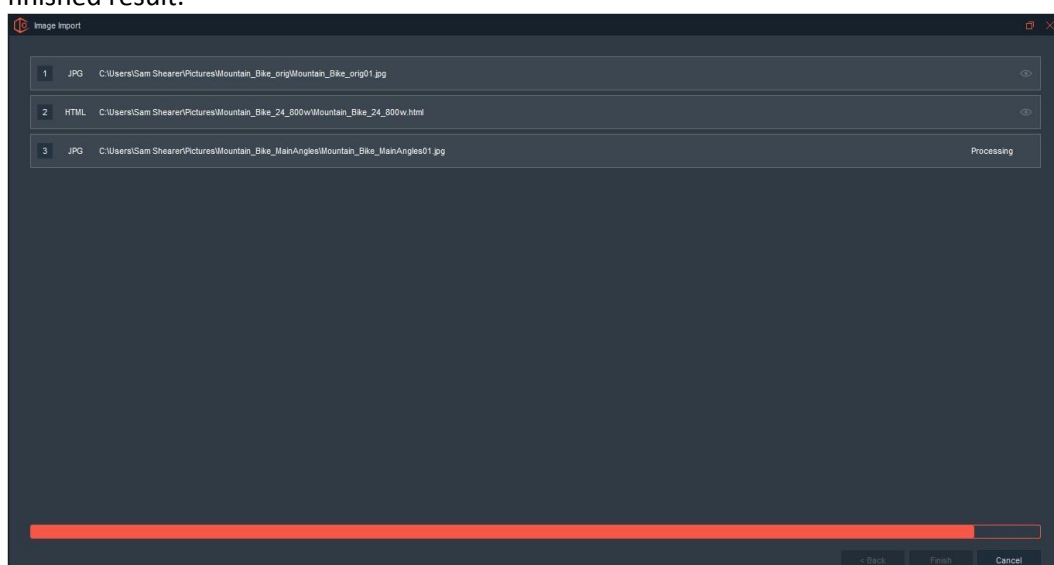 finished result.
Image Import
1 JPG C:\Users\Sam Shearer\Pictures\Mountain_Bike_orig\Mountain_Bike_orig01.jpg
2 HTML C:\Users\Sam Shearer\Pictures\Mountain_Bike_24_800w\Mountain_Bike_24_800w.html
3 JPG C:\Users\Sam Shearer\Pictures\Mountain_Bike_MainAngles\Mountain_Bike_MainAngles01.jpg Processing
< Back Finish Cancel